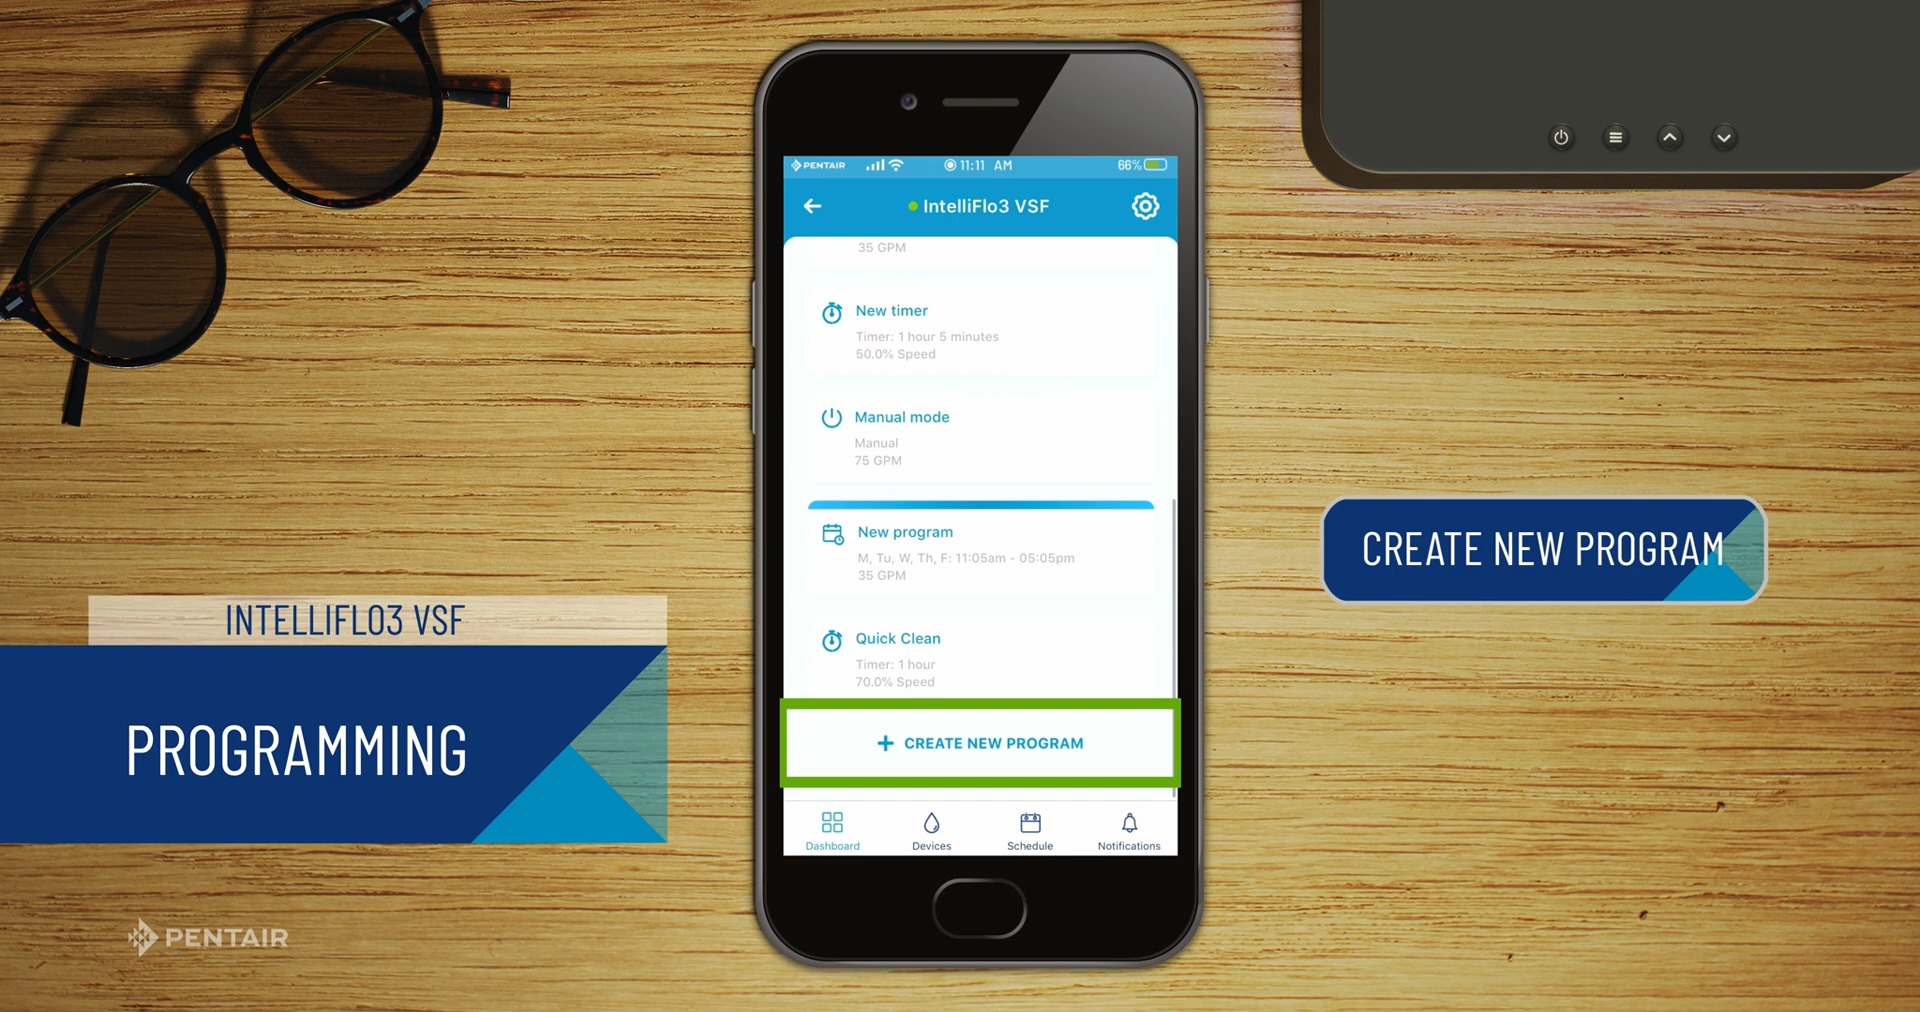 PENTAIR 11:11 AM 66%
IntelliFlo3 VSF
35 GPM
New timer
Timer: 1 hour 5 minutes
50.0% Speed
Manual mode
Manual
75 GPM
New program
M, Tu, W, Th, F: 11:05am - 05:05pm
35 GPM
Quick Clean
Timer: 1 hour
70.0% Speed
+ CREATE NEW PROGRAM
Dashboard Devices Schedule Notifications
CREATE NEW PROGRAM
INTELLIFLO3 VSF
PROGRAMMING
PENTAIR